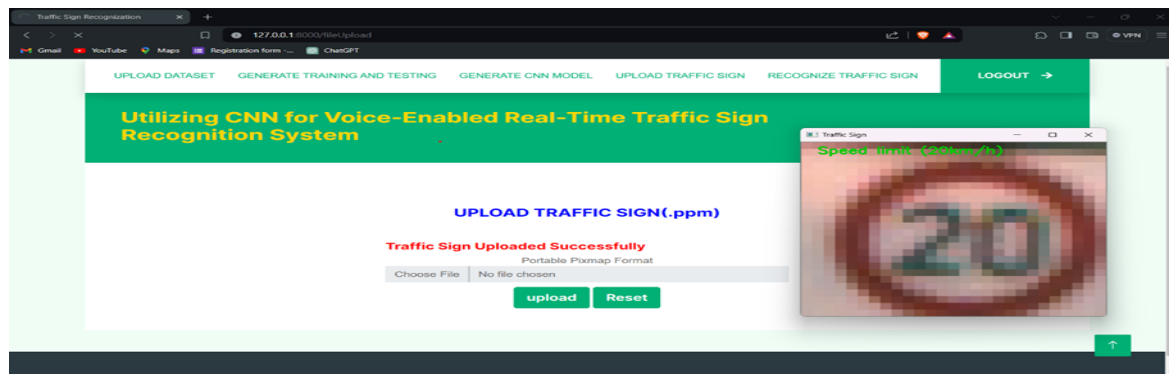 Traffic Sign Recognization
127.0.0.1:8000/fileUpload
VPN
Gmail YouTube Maps Registration form -... ChatGPT
UPLOAD DATASET GENERATE TRAINING AND TESTING GENERATE CNN MODEL UPLOAD TRAFFIC SIGN RECOGNIZE TRAFFIC SIGN LOGOUT →
Utilizing CNN for Voice-Enabled Real-Time Traffic Sign
Recognition System
Traffic Sign
Speed limit (20km/h)
20
UPLOAD TRAFFIC SIGN(.ppm)
Traffic Sign Uploaded Successfully
Portable Pixmap Format
Choose File No file chosen
upload Reset